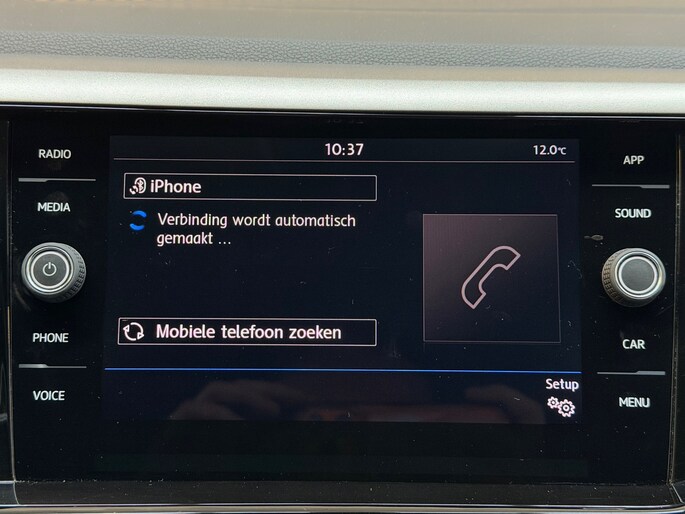 RADIO
MEDIA
PHONE
VOICE
10:37
12.0°C
iPhone
Verbinding wordt automatisch
gemaakt ...
Mobiele telefoon zoeken
Setup
APP
SOUND
CAR
MENU